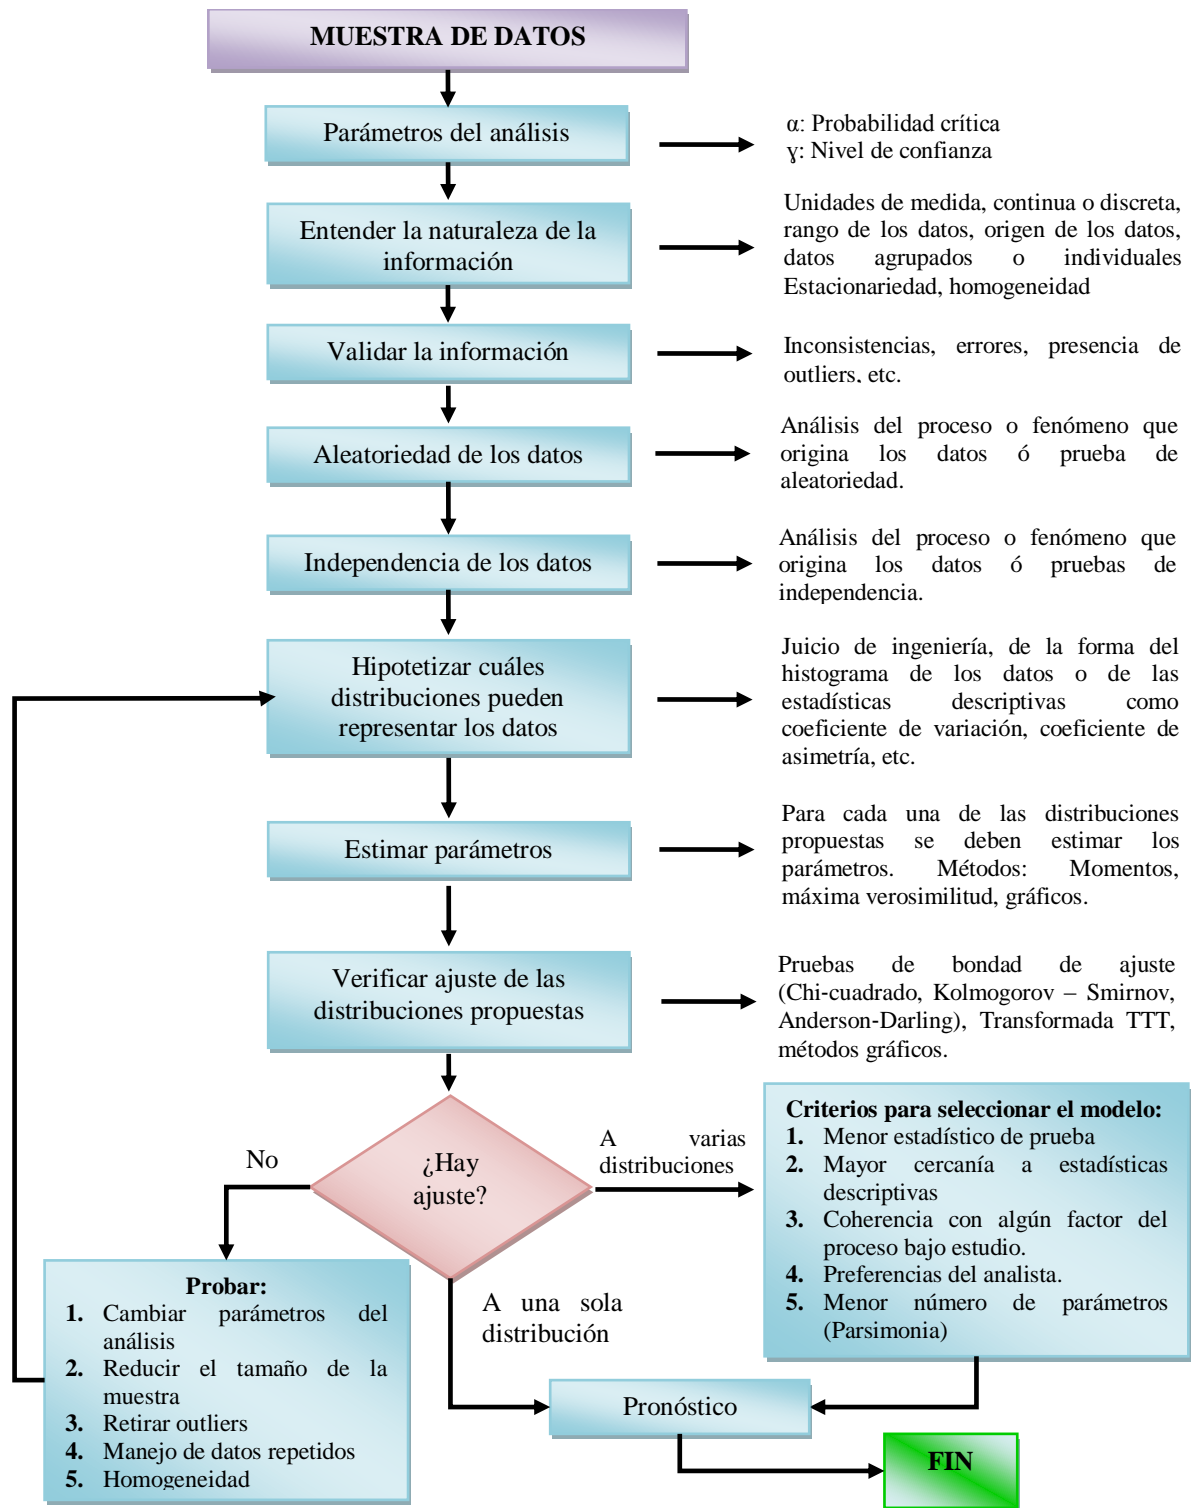 MUESTRA DE DATOS
Parámetros del análisis
α: Probabilidad crítica
ɣ: Nivel de confianza
Entender la naturaleza de la
información
Unidades de medida, continua o discreta,
rango de los datos, origen de los datos,
datos agrupados o individuales
Estacionariedad, homogeneidad
Validar la información
Inconsistencias, errores, presencia de
outliers, etc.
Aleatoriedad de los datos
Análisis del proceso o fenómeno que
origina los datos ó prueba de
aleatoriedad.
Independencia de los datos
Análisis del proceso o fenómeno que
origina los datos ó pruebas de
independencia.
Hipotetizar cuáles
distribuciones pueden
representar los datos
Juicio de ingeniería, de la forma del
histograma de los datos o de las
estadísticas descriptivas como
coeficiente de variación, coeficiente de
asimetría, etc.
Estimar parámetros
Para cada una de las distribuciones
propuestas se deben estimar los
parámetros. Métodos: Momentos,
máxima verosimilitud, gráficos.
Verificar ajuste de las
distribuciones propuestas
Pruebas de bondad de ajuste
(Chi-cuadrado, Kolmogorov – Smirnov,
Anderson-Darling), Transformada TTT,
métodos gráficos.
¿Hay
ajuste?
No
A varias
distribuciones
Criterios para seleccionar el modelo:
1. Menor estadístico de prueba
2. Mayor cercanía a estadísticas
descriptivas
3. Coherencia con algún factor del
proceso bajo estudio.
4. Preferencias del analista.
5. Menor número de parámetros
(Parsimonia)
Probar:
1. Cambiar parámetros del
análisis
2. Reducir el tamaño de la
muestra
3. Retirar outliers
4. Manejo de datos repetidos
5. Homogeneidad
A una sola
distribución
Pronóstico
FIN